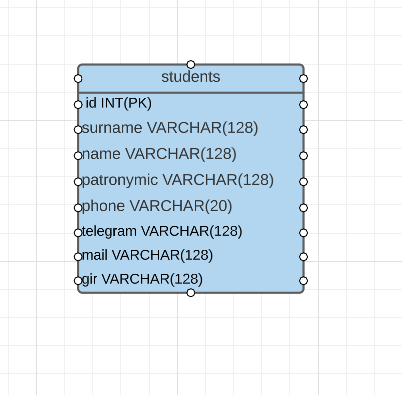 students
id INT(PK)
surname VARCHAR(128)
name VARCHAR(128)
patronymic VARCHAR(128)
phone VARCHAR(20)
telegram VARCHAR(128)
mail VARCHAR(128)
gir VARCHAR(128)